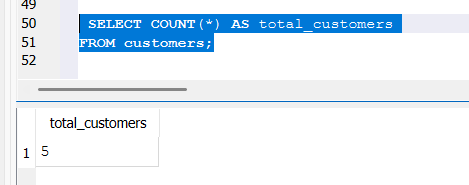 49
50 SELECT COUNT(*) AS total_customers
51 FROM customers;
52
total_customers
1 5